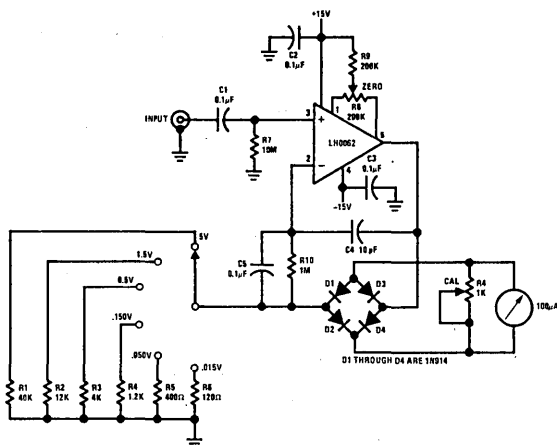 +15V
C2
0.1μF
R9
200K
ZERO
R8
200K
C1
0.1μF
INPUT
R7
10M
3
+
1
5
LH0062
2
−
4
C3
0.1μF
−15V
C4 10 pF
C5
0.1μF
R10
1M
5V
1.5V
0.5V
.150V
.050V
.015V
D1
D3
D2
D4
CAL
R4
1K
100μA
D1 THROUGH D4 ARE 1N914
R1
40K
R2
12K
R3
4K
R4
1.2K
R5
400Ω
R6
120Ω